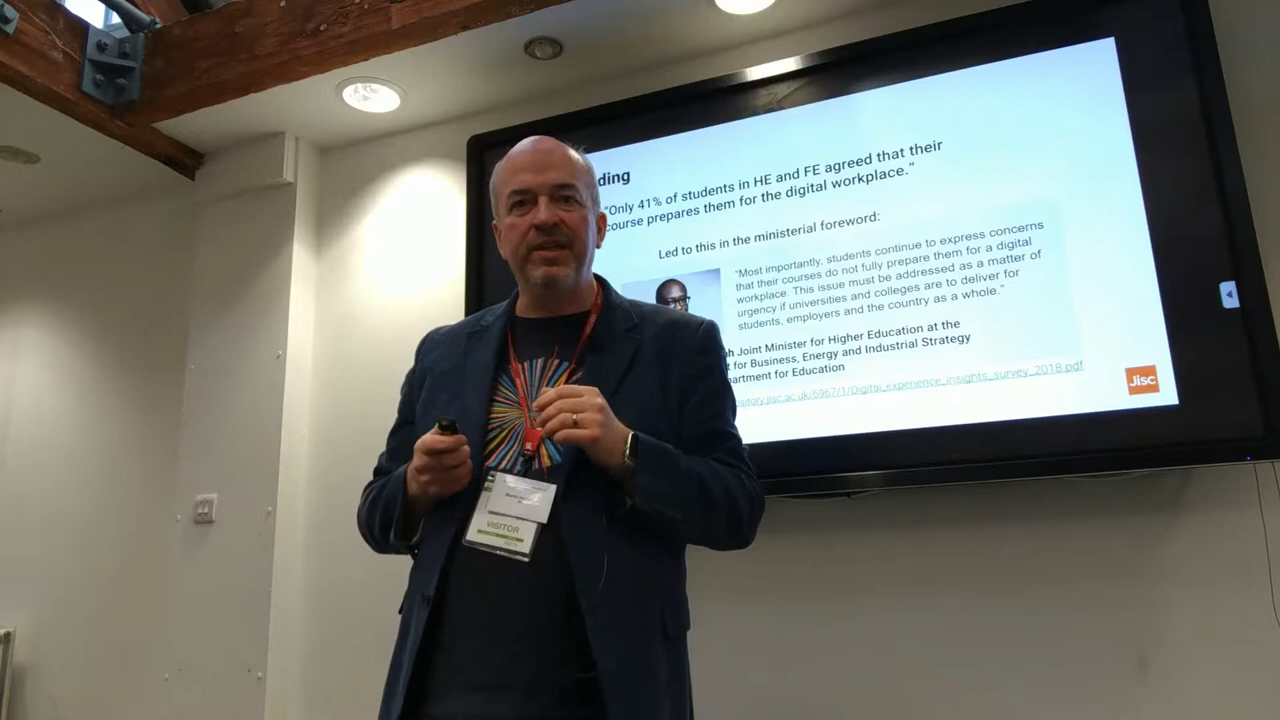 ding
"Only 41% of students in HE and FE agreed that their
course prepares them for the digital workplace."
Led to this in the ministerial foreword:
"Most importantly, students continue to express concerns
that their courses do not fully prepare them for a digital
workplace. This issue must be addressed as a matter of
urgency if universities and colleges are to deliver for
students, employers and the country as a whole."
h Joint Minister for Higher Education at the
t for Business, Energy and Industrial Strategy
partment for Education
ository.jisc.ac.uk/6967/1/Digital_experience_insights_survey_2018.pdf
Jisc
VISITOR